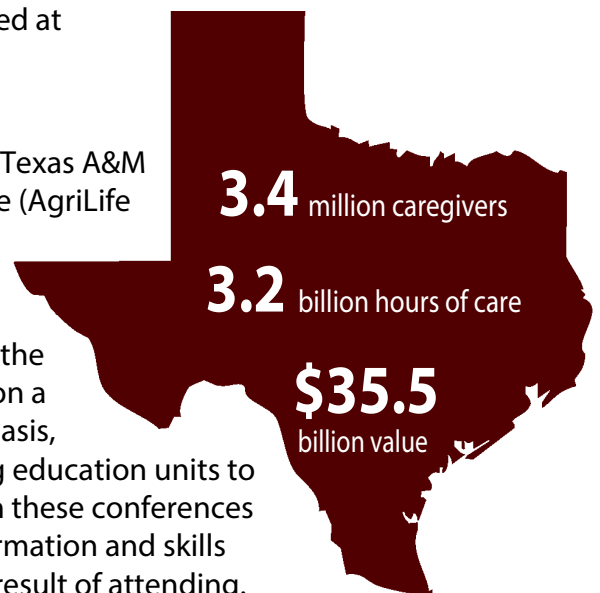 ed at
Texas A&M
e (AgriLife
the
on a
asis,
g education units to
n these conferences
rmation and skills
result of attending.
3.4 million caregivers
3.2 billion hours of care
$35.5
billion value